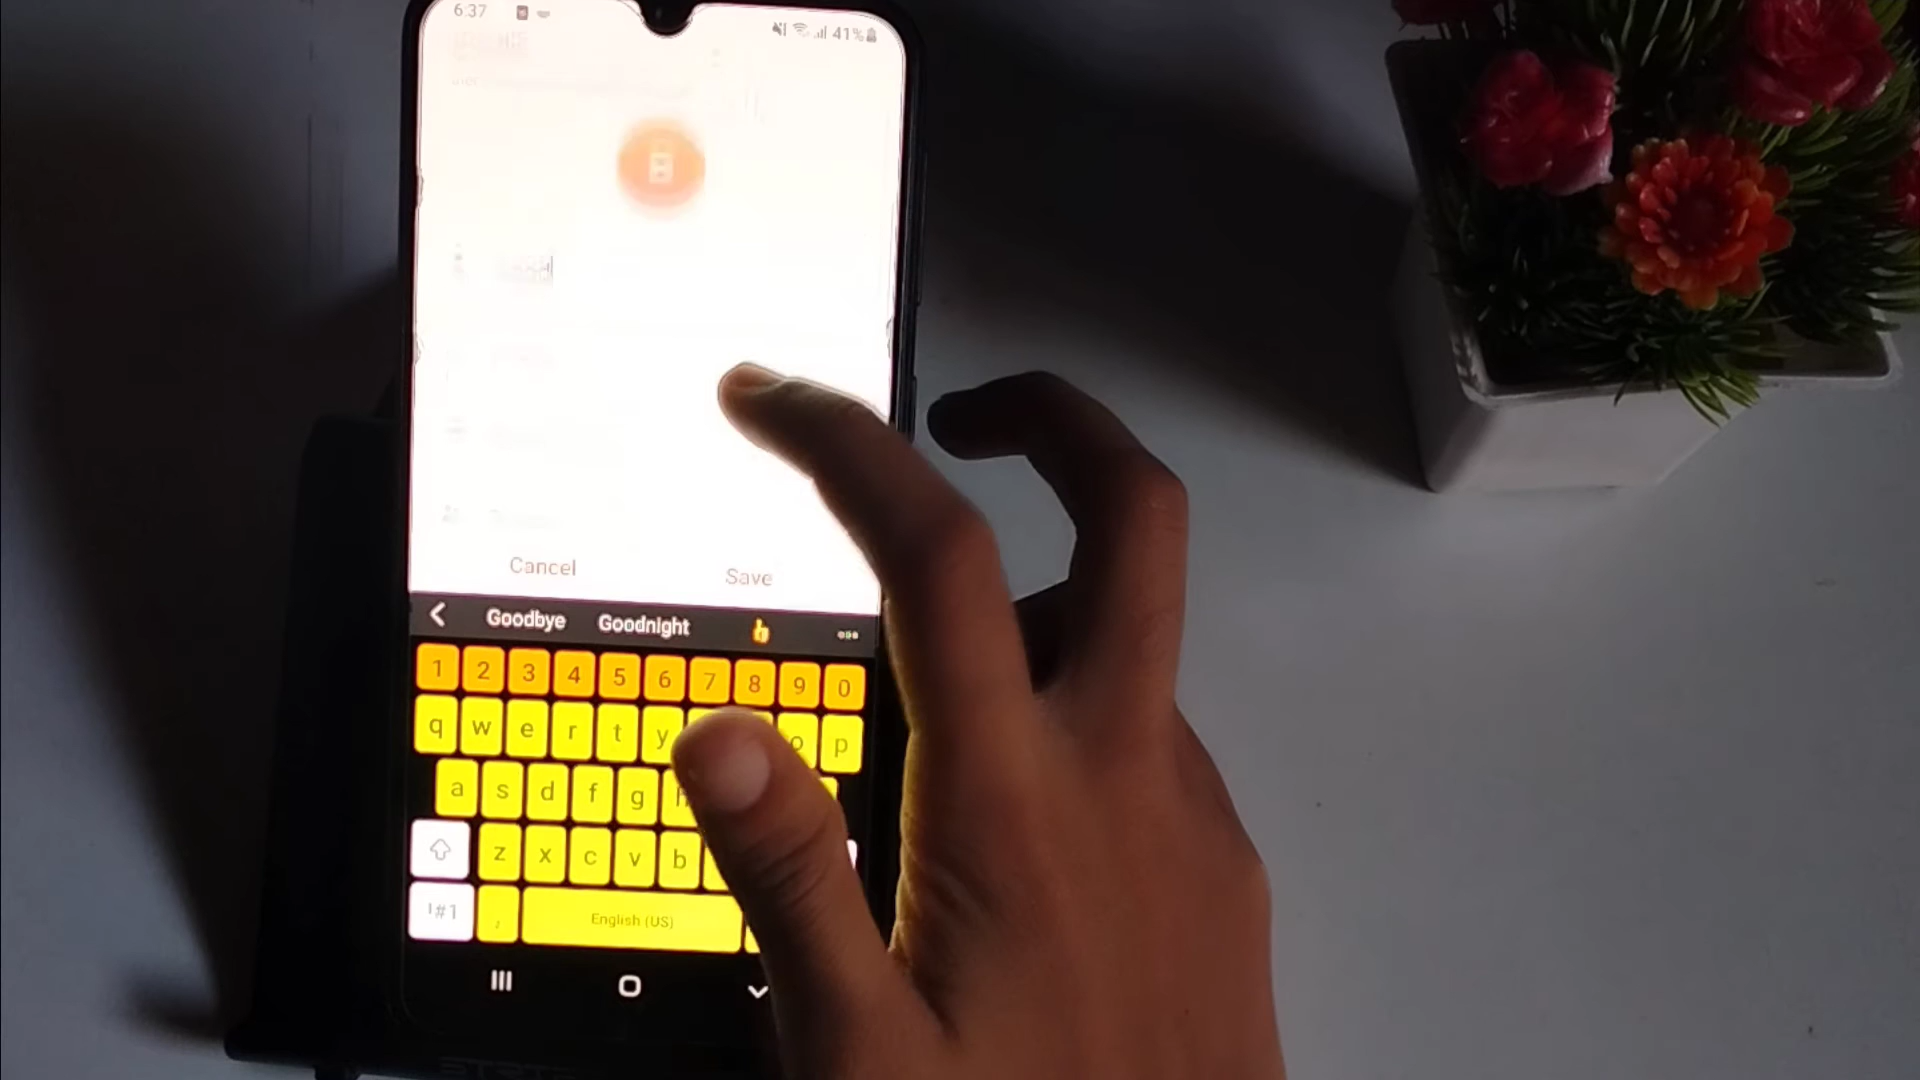 6:37 41%
Cancel Save
Goodbye Goodnight
1 2 3 4 5 6 7 8 9 0
q w e r t y o p
a s d f g
z x c v b
!#1 , English (US)